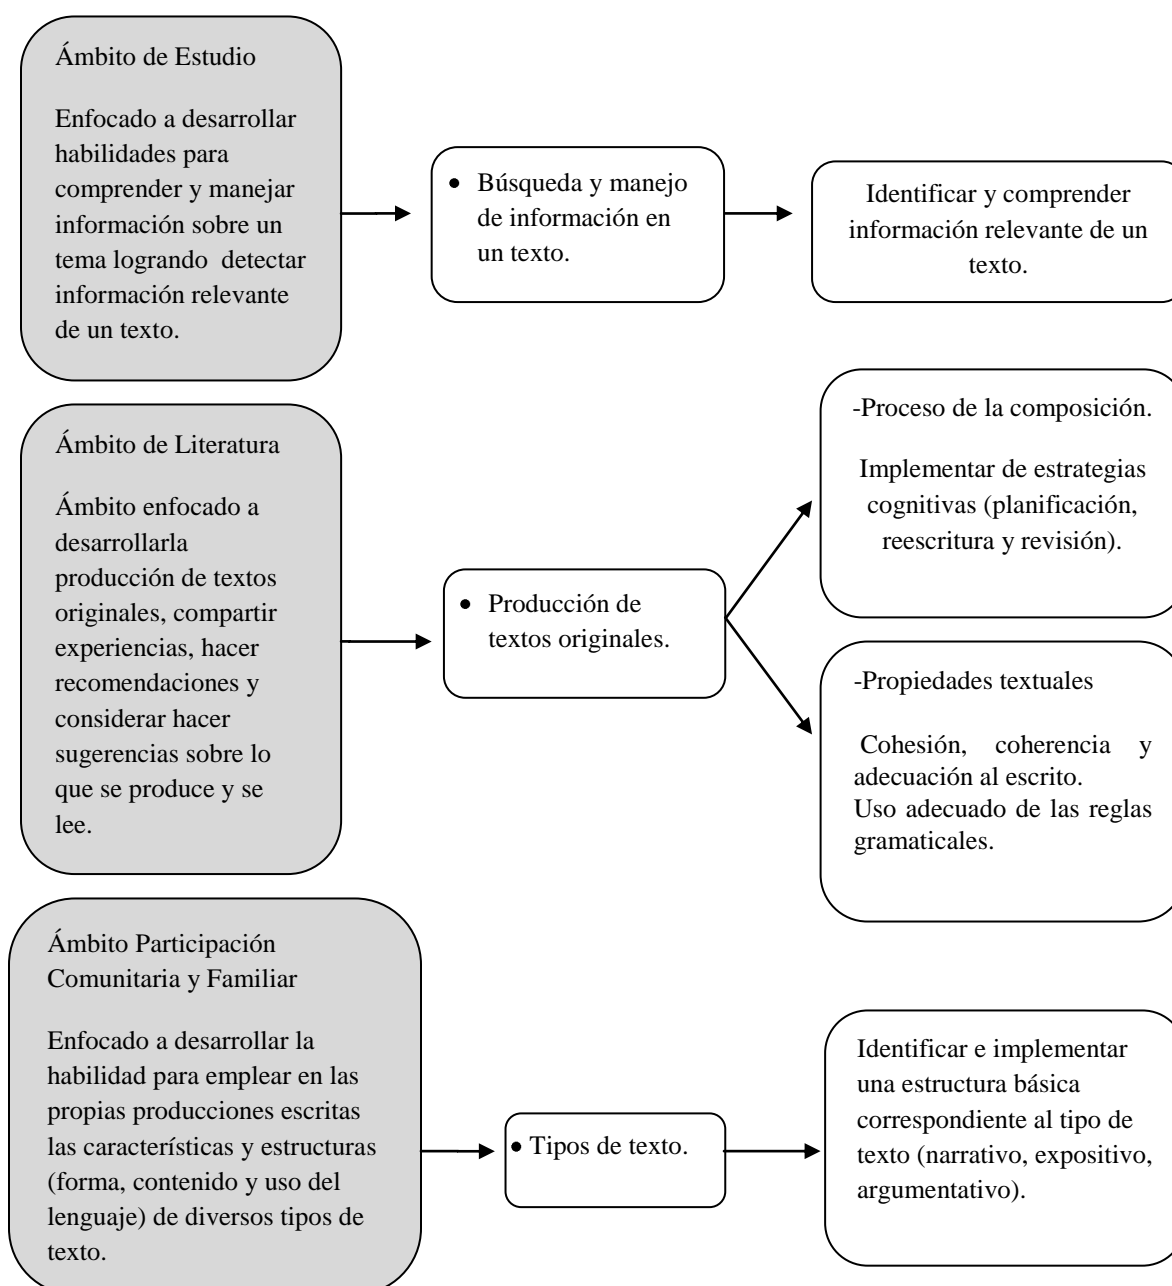 Ámbito de Estudio
Enfocado a desarrollar
habilidades para
comprender y manejar
información sobre un
tema logrando  detectar
información relevante
de un texto.
• Búsqueda y manejo
de información en
un texto.
Identificar y comprender
información relevante de un
texto.
Ámbito de Literatura
Ámbito enfocado a
desarrollarla
producción de textos
originales, compartir
experiencias, hacer
recomendaciones y
considerar hacer
sugerencias sobre lo
que se produce y se
lee.
• Producción de
textos originales.
-Proceso de la composición.
Implementar de estrategias
cognitivas (planificación,
reescritura y revisión).
-Propiedades textuales
Cohesión, coherencia y
adecuación al escrito.
Uso adecuado de las reglas
gramaticales.
Ámbito Participación
Comunitaria y Familiar
Enfocado a desarrollar la
habilidad para emplear en las
propias producciones escritas
las características y estructuras
(forma, contenido y uso del
lenguaje) de diversos tipos de
texto.
• Tipos de texto.
Identificar e implementar
una estructura básica
correspondiente al tipo de
texto (narrativo, expositivo,
argumentativo).